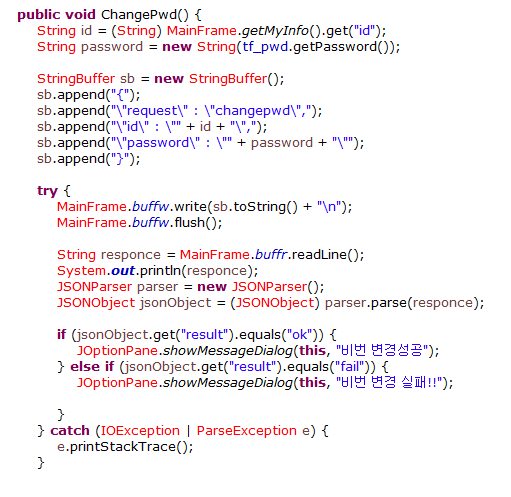 public void ChangePwd() {
String id = (String) MainFrame.getMyInfo().get("id");
String password = new String(tf_pwd.getPassword());
StringBuffer sb = new StringBuffer();
sb.append("{");
sb.append("\"request\" : \"changepwd\",");
sb.append("\"id\" : \"" + id + "\",");
sb.append("\"password\" : \"" + password + "\"");
sb.append("}");
try {
MainFrame.buffw.write(sb.toString() + "\n");
MainFrame.buffw.flush();
String responce = MainFrame.buffr.readLine();
System.out.println(responce);
JSONParser parser = new JSONParser();
JSONObject jsonObject = (JSONObject) parser.parse(responce);
if (jsonObject.get("result").equals("ok")) {
JOptionPane.showMessageDialog(this, "비번 변경성공");
} else if (jsonObject.get("result").equals("fail")) {
JOptionPane.showMessageDialog(this, "비번 변경 실패!!");
}
} catch (IOException | ParseException e) {
e.printStackTrace();
}